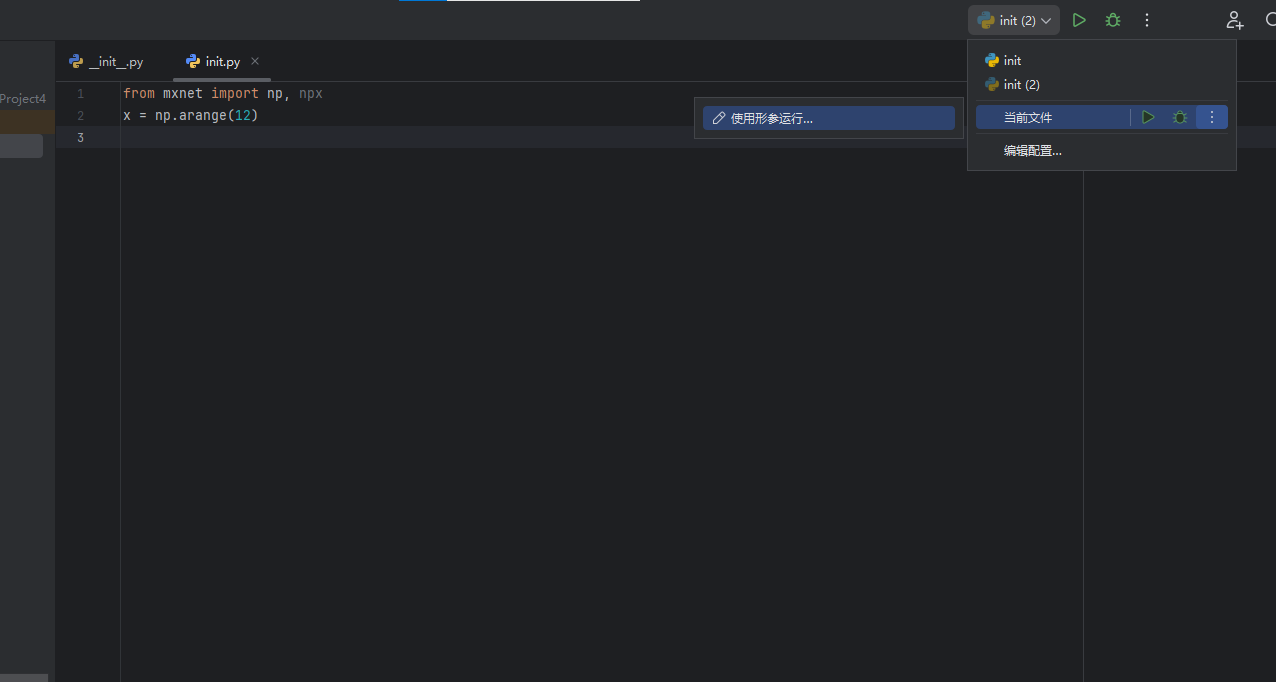 init (2)
__init__.py
init.py
init
init (2)
当前文件
编辑配置...
使用形参运行...
Project4
1 from mxnet import np, npx
2 x = np.arange(12)
3